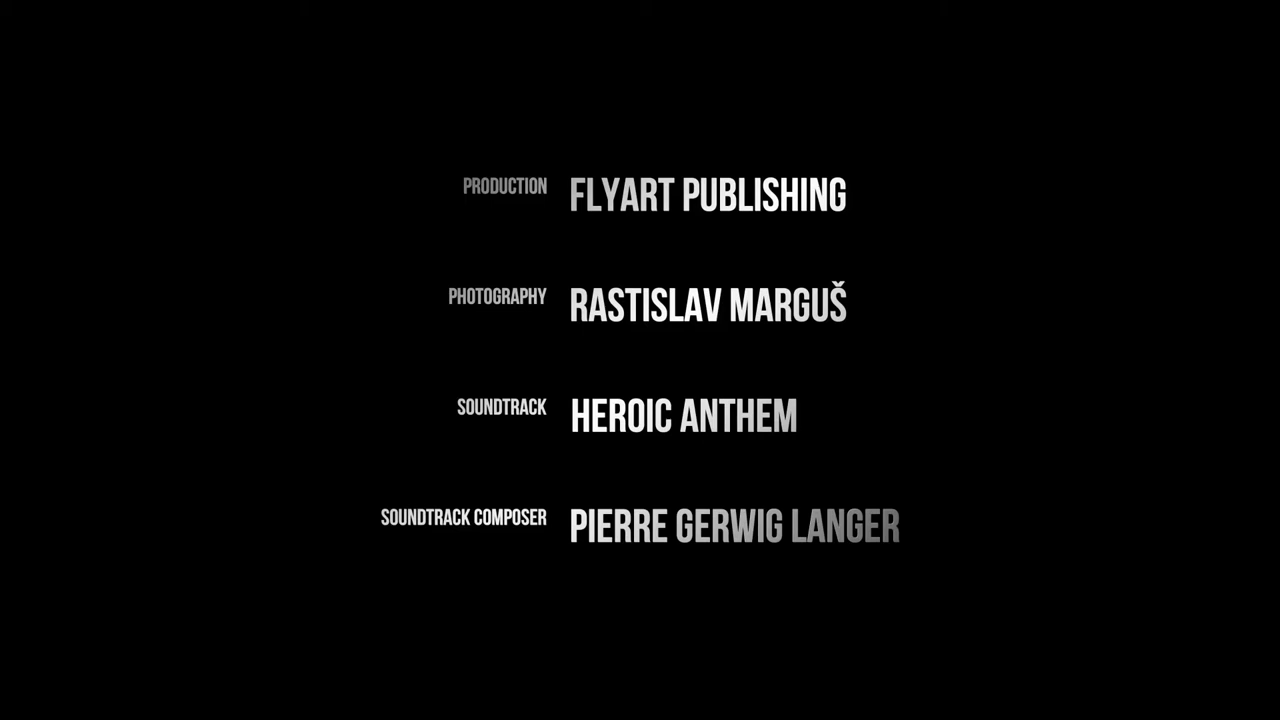 PRODUCTION FLYART PUBLISHING
PHOTOGRAPHY RASTISLAV MARGUŠ
SOUNDTRACK HEROIC ANTHEM
SOUNDTRACK COMPOSER PIERRE GERWIG LANGER